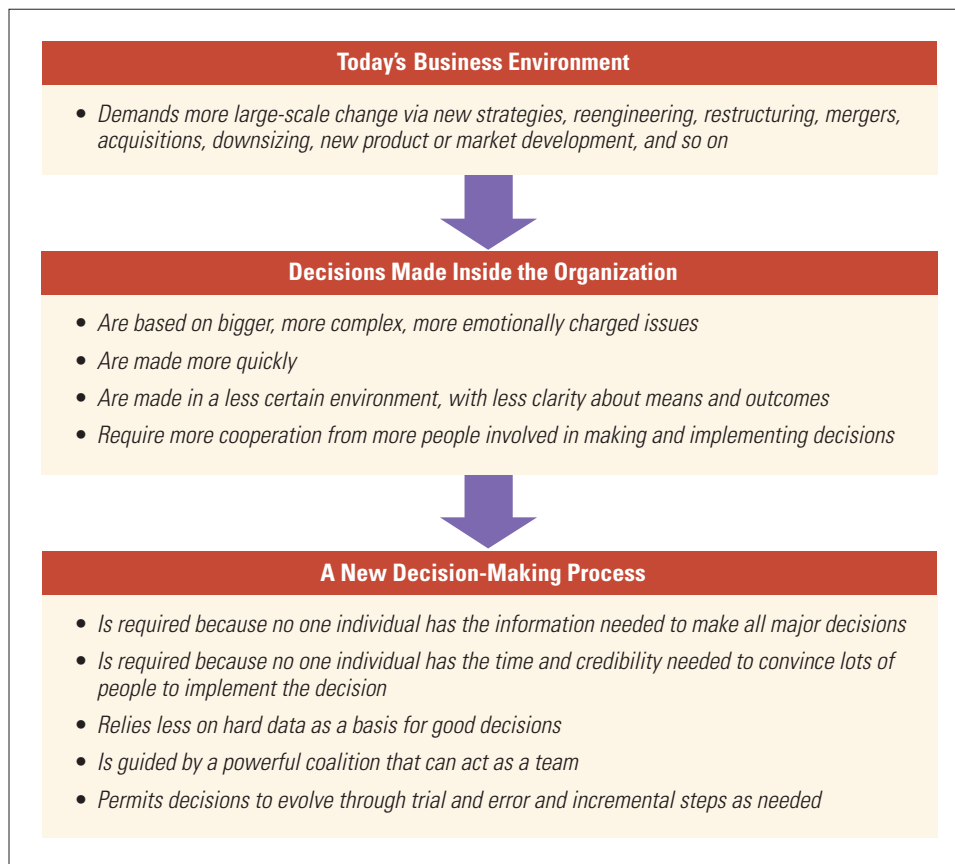 Today's Business Environment
• Demands more large-scale change via new strategies, reengineering, restructuring, mergers,
acquisitions, downsizing, new product or market development, and so on
Decisions Made Inside the Organization
• Are based on bigger, more complex, more emotionally charged issues
• Are made more quickly
• Are made in a less certain environment, with less clarity about means and outcomes
• Require more cooperation from more people involved in making and implementing decisions
A New Decision-Making Process
• Is required because no one individual has the information needed to make all major decisions
• Is required because no one individual has the time and credibility needed to convince lots of
people to implement the decision
• Relies less on hard data as a basis for good decisions
• Is guided by a powerful coalition that can act as a team
• Permits decisions to evolve through trial and error and incremental steps as needed